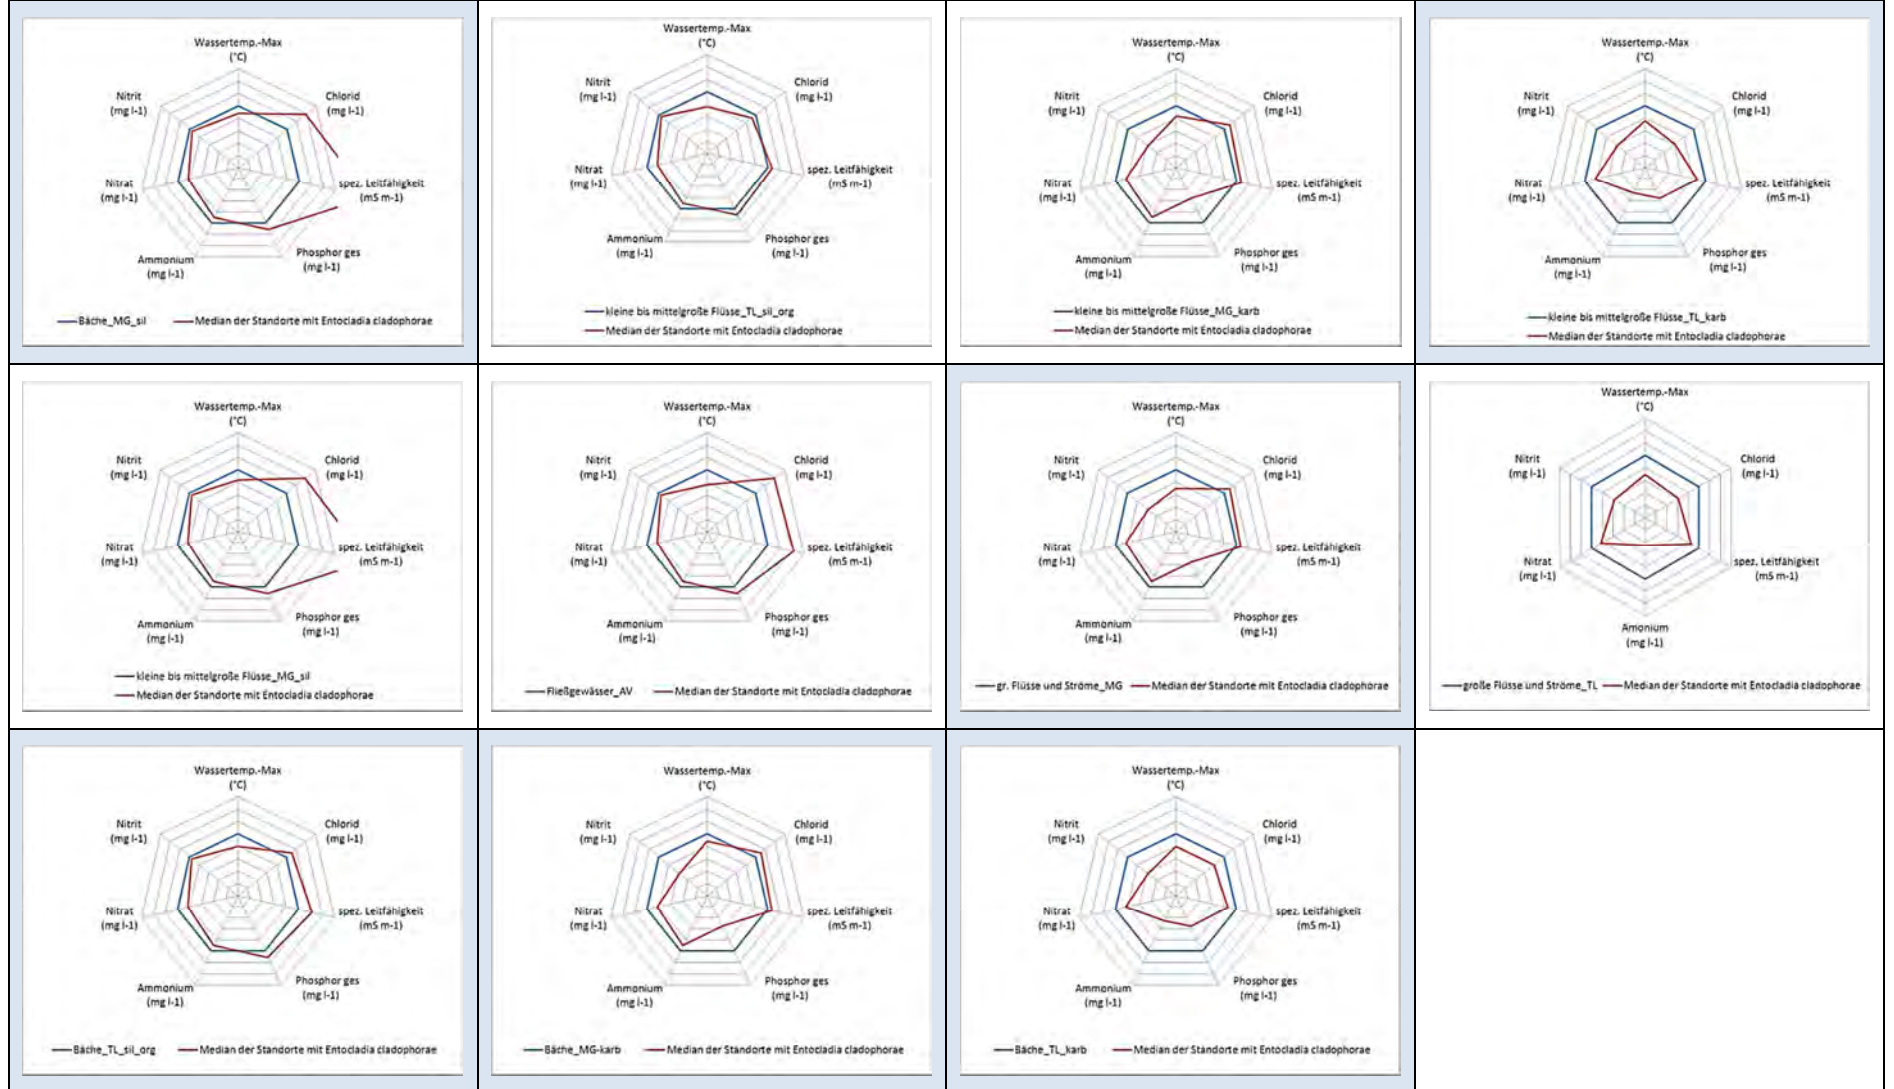 Wassertemp.-Max
(°C)
Nitrit
(mg l-1)
Chlorid
(mg l-1)
Nitrat
(mg l-1)
spez. Leitfähigkeit
(mS m-1)
Ammonium
(mg l-1)
Phosphor ges
(mg l-1)
Bäche_MG_sil
Median der Standorte mit Entocladia cladophorae
Wassertemp.-Max
(°C)
Nitrit
(mg l-1)
Chlorid
(mg l-1)
Nitrat
(mg l-1)
spez. Leitfähigkeit
(mS m-1)
Ammonium
(mg l-1)
Phosphor ges
(mg l-1)
kleine bis mittelgroße Flüsse_TL_sil_org
Median der Standorte mit Entocladia cladophorae
Wassertemp.-Max
(°C)
Nitrit
(mg l-1)
Chlorid
(mg l-1)
Nitrat
(mg l-1)
spez. Leitfähigkeit
(mS m-1)
Ammonium
(mg l-1)
Phosphor ges
(mg l-1)
kleine bis mittelgroße Flüsse_MG_karb
Median der Standorte mit Entocladia cladophorae
Wassertemp.-Max
(°C)
Nitrit
(mg l-1)
Chlorid
(mg l-1)
Nitrat
(mg l-1)
spez. Leitfähigkeit
(mS m-1)
Ammonium
(mg l-1)
Phosphor ges
(mg l-1)
kleine bis mittelgroße Flüsse_TL_karb
Median der Standorte mit Entocladia cladophorae
Wassertemp.-Max
(°C)
Nitrit
(mg l-1)
Chlorid
(mg l-1)
Nitrat
(mg l-1)
spez. Leitfähigkeit
(mS m-1)
Ammonium
(mg l-1)
Phosphor ges
(mg l-1)
kleine bis mittelgroße Flüsse_MG_sil
Median der Standorte mit Entocladia cladophorae
Wassertemp.-Max
(°C)
Nitrit
(mg l-1)
Chlorid
(mg l-1)
Nitrat
(mg l-1)
spez. Leitfähigkeit
(mS m-1)
Ammonium
(mg l-1)
Phosphor ges
(mg l-1)
Fließgewässer_AV
Median der Standorte mit Entocladia cladophorae
Wassertemp.-Max
(°C)
Nitrit
(mg l-1)
Chlorid
(mg l-1)
Nitrat
(mg l-1)
spez. Leitfähigkeit
(mS m-1)
Ammonium
(mg l-1)
Phosphor ges
(mg l-1)
gr. Flüsse und Ströme_MG
Median der Standorte mit Entocladia cladophorae
Wassertemp.-Max
(°C)
Nitrit
(mg l-1)
Chlorid
(mg l-1)
Nitrat
(mg l-1)
spez. Leitfähigkeit
(mS m-1)
Amonium
(mg l-1)
große Flüsse und Ströme_TL
Median der Standorte mit Entocladia cladophorae
Wassertemp.-Max
(°C)
Nitrit
(mg l-1)
Chlorid
(mg l-1)
Nitrat
(mg l-1)
spez. Leitfähigkeit
(mS m-1)
Ammonium
(mg l-1)
Phosphor ges
(mg l-1)
Bäche_TL_sil_org
Median der Standorte mit Entocladia cladophorae
Wassertemp.-Max
(°C)
Nitrit
(mg l-1)
Chlorid
(mg l-1)
Nitrat
(mg l-1)
spez. Leitfähigkeit
(mS m-1)
Ammonium
(mg l-1)
Phosphor ges
(mg l-1)
Bäche_MG-karb
Median der Standorte mit Entocladia cladophorae
Wassertemp.-Max
(°C)
Nitrit
(mg l-1)
Chlorid
(mg l-1)
Nitrat
(mg l-1)
spez. Leitfähigkeit
(mS m-1)
Ammonium
(mg l-1)
Phosphor ges
(mg l-1)
Bäche_TL_karb
Median der Standorte mit Entocladia cladophorae